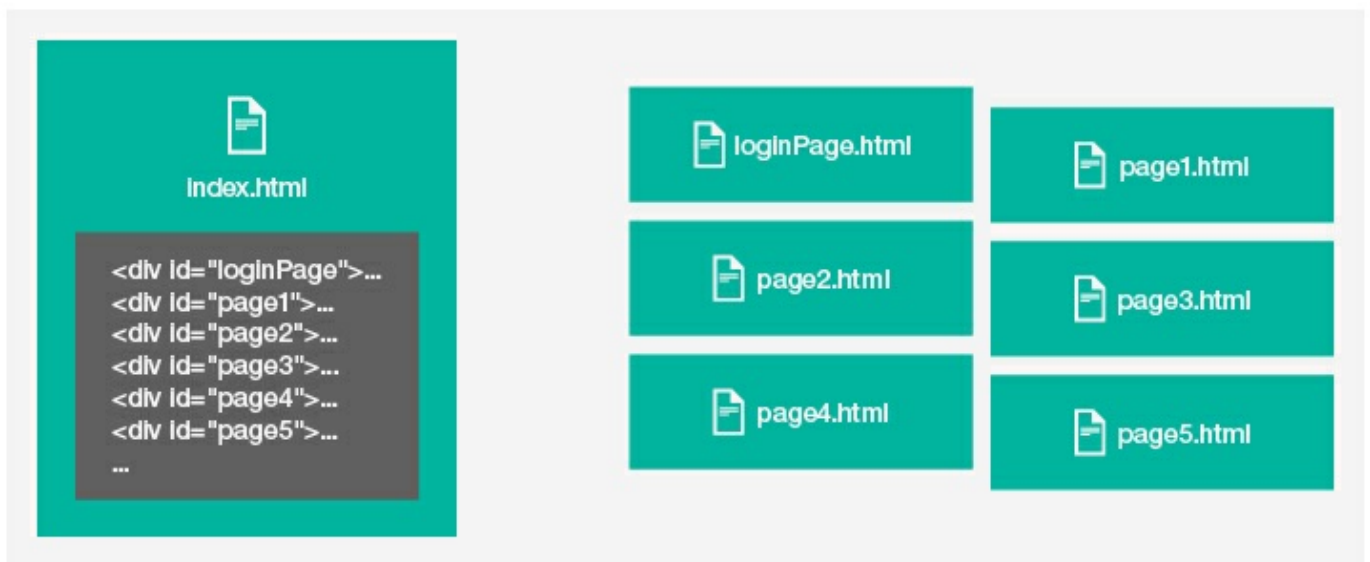 index.html
<div id="loginPage">...
<div id="page1">...
<div id="page2">...
<div id="page3">...
<div id="page4">...
<div id="page5">...
...
loginPage.html
page1.html
page2.html
page3.html
page4.html
page5.html